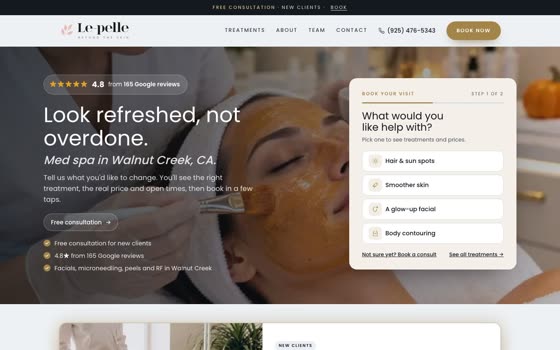 FREE CONSULTATION · NEW CLIENTS · BOOK
Le·pelle
BEYOND THE SKIN
TREATMENTS ABOUT TEAM CONTACT (925) 476-5343 BOOK NOW
★★★★★ 4.8 from 165 Google reviews
Look refreshed, not
overdone.
Med spa in Walnut Creek, CA.
Tell us what you'd like to change. You'll see the right
treatment, the real price and open times, then book in a few
taps.
Free consultation →
Free consultation for new clients
4.8★ from 165 Google reviews
Facials, microneedling, peels and RF in Walnut Creek
BOOK YOUR VISIT STEP 1 OF 2
What would you
like help with?
Pick one to see treatments and prices.
Hair & sun spots
Smoother skin
A glow-up facial
Body contouring
Not sure yet? Book a consult See all treatments →
NEW CLIENTS